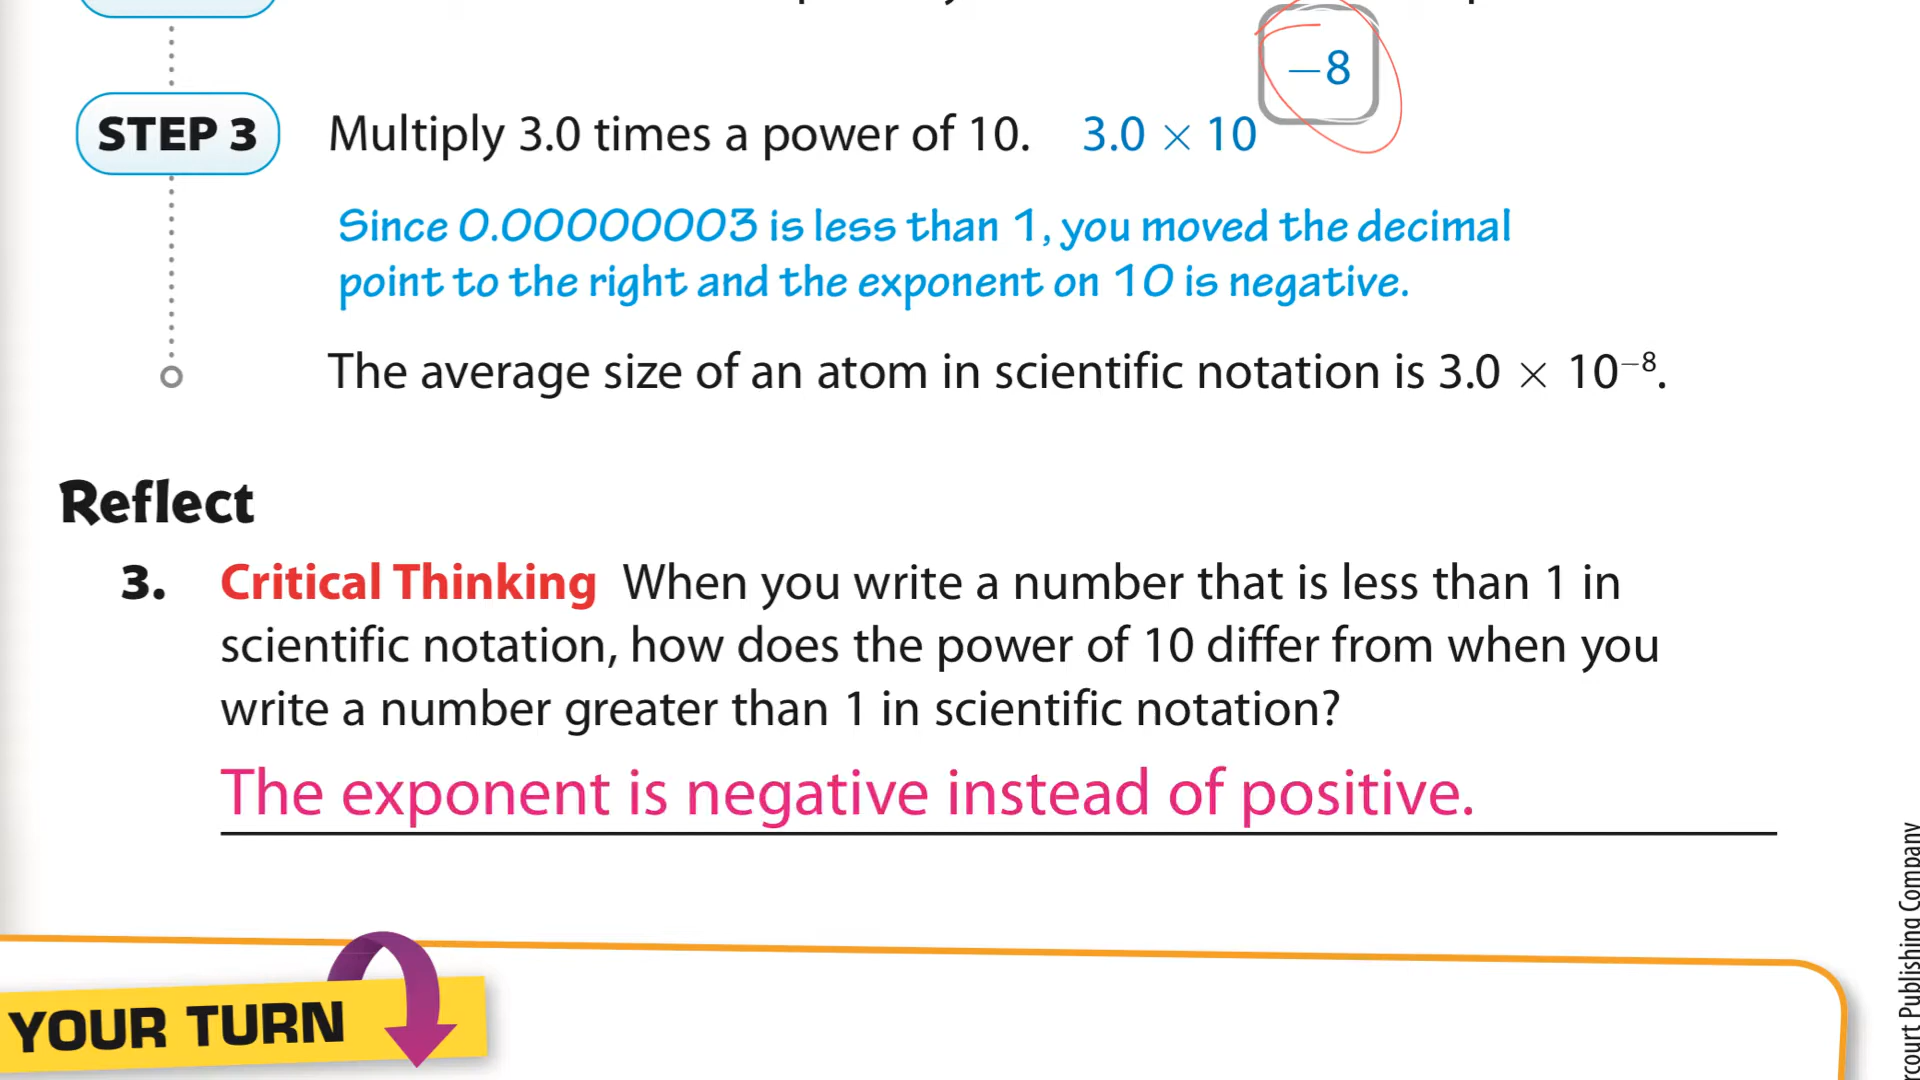 −8
STEP 3 Multiply 3.0 times a power of 10. 3.0 × 10
Since 0.00000003 is less than 1, you moved the decimal
point to the right and the exponent on 10 is negative.
The average size of an atom in scientific notation is 3.0 × 10⁻⁸.
Reflect
3. Critical Thinking When you write a number that is less than 1 in
scientific notation, how does the power of 10 differ from when you
write a number greater than 1 in scientific notation?
The exponent is negative instead of positive.
YOUR TURN
Publishing Company